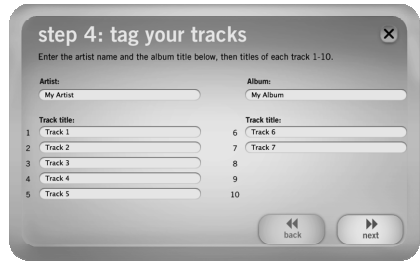 step 4: tag your tracks
Enter the artist name and the album title below, then titles of each track 1-10.
Artist:
My Artist
Album:
My Album
Track title:
1 Track 1
2 Track 2
3 Track 3
4 Track 4
5 Track 5
Track title:
6 Track 6
7 Track 7
8
9
10
back
next